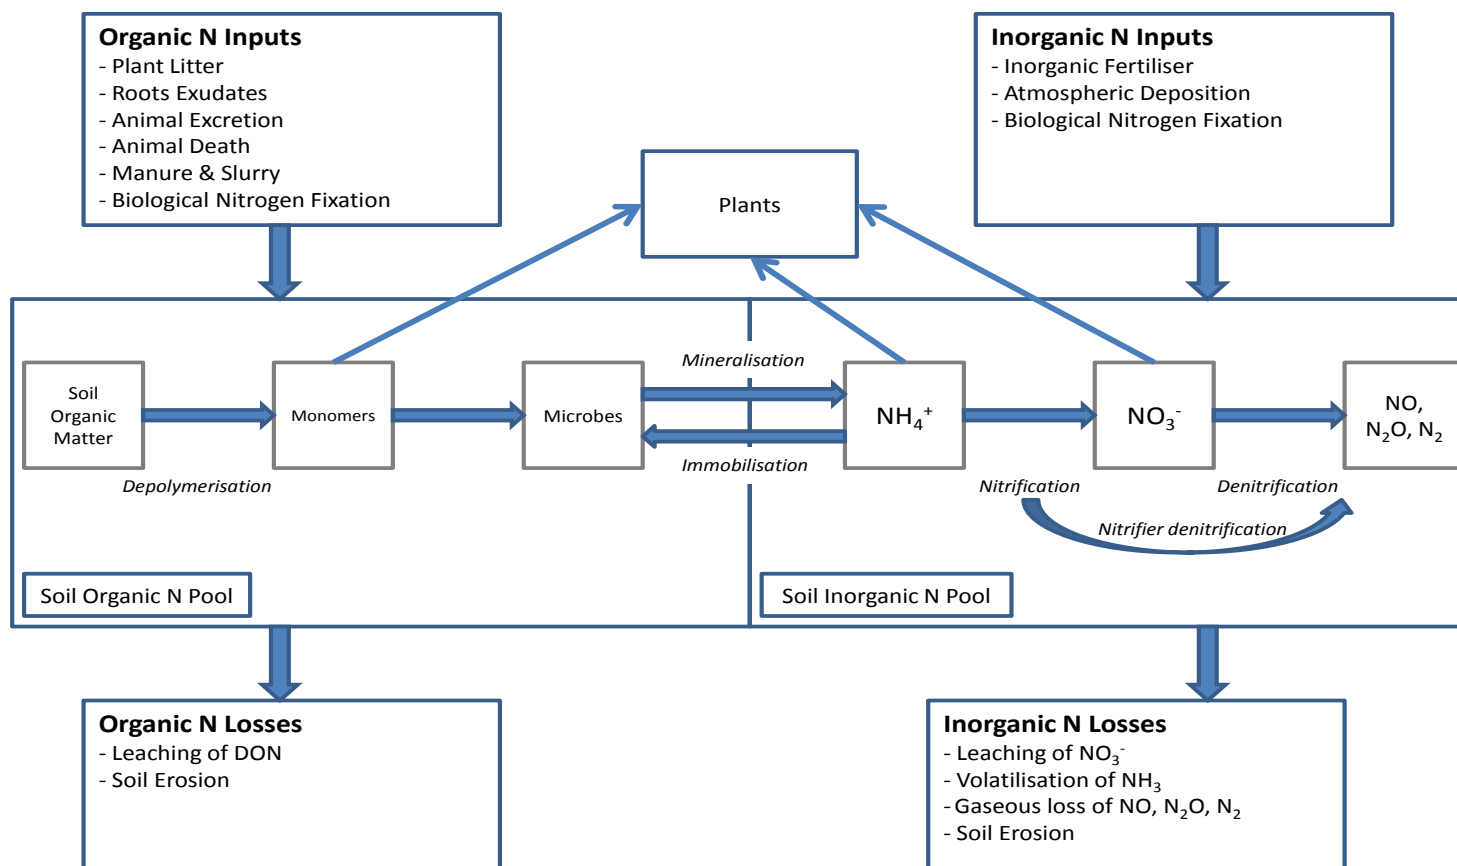 Organic N Inputs
- Plant Litter
- Roots Exudates
- Animal Excretion
- Animal Death
- Manure & Slurry
- Biological Nitrogen Fixation
Inorganic N Inputs
- Inorganic Fertiliser
- Atmospheric Deposition
- Biological Nitrogen Fixation
Plants
Soil
Organic
Matter
Depolymerisation
Monomers
Microbes
Mineralisation
Immobilisation
NH₄⁺
Nitrification
NO₃⁻
Denitrification
Nitrifier denitrification
NO,
N₂O, N₂
Soil Organic N Pool
Soil Inorganic N Pool
Organic N Losses
- Leaching of DON
- Soil Erosion
Inorganic N Losses
- Leaching of NO₃⁻
- Volatilisation of NH₃
- Gaseous loss of NO, N₂O, N₂
- Soil Erosion